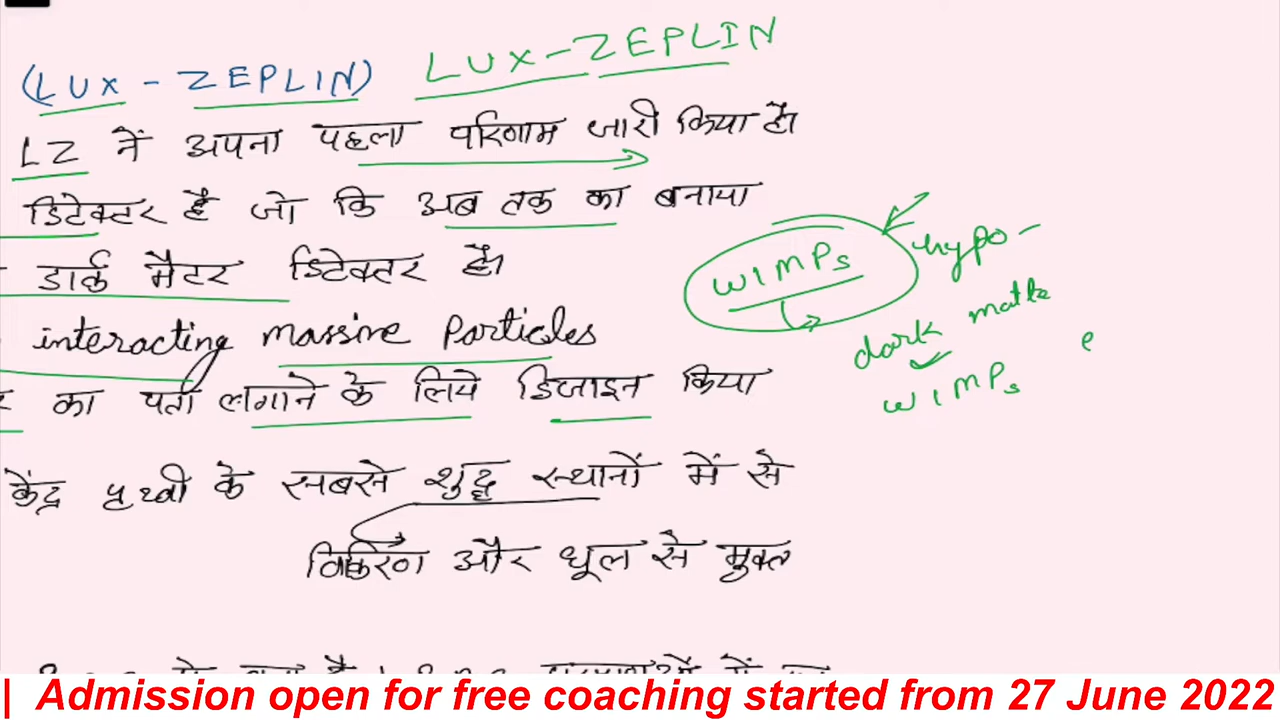 (LUX - ZEPLIN) LUX-ZEPLIN
LZ नें अपना पहला परिणाम जारी किया है।
डिटेक्टर है जो कि अब तक का बनाया
डार्क मैटर डिटेक्टर है।
WIMPs
hypo -
interacting massive Particles
dark matte
e
WIMPs
का पता लगाने के लिये डिजाइन किया
केंद्र पृथ्वी के सबसे शुद्ध स्थानों में से
विकिरण और धूल से मुक्त
| Admission open for free coaching started from 27 June 2022